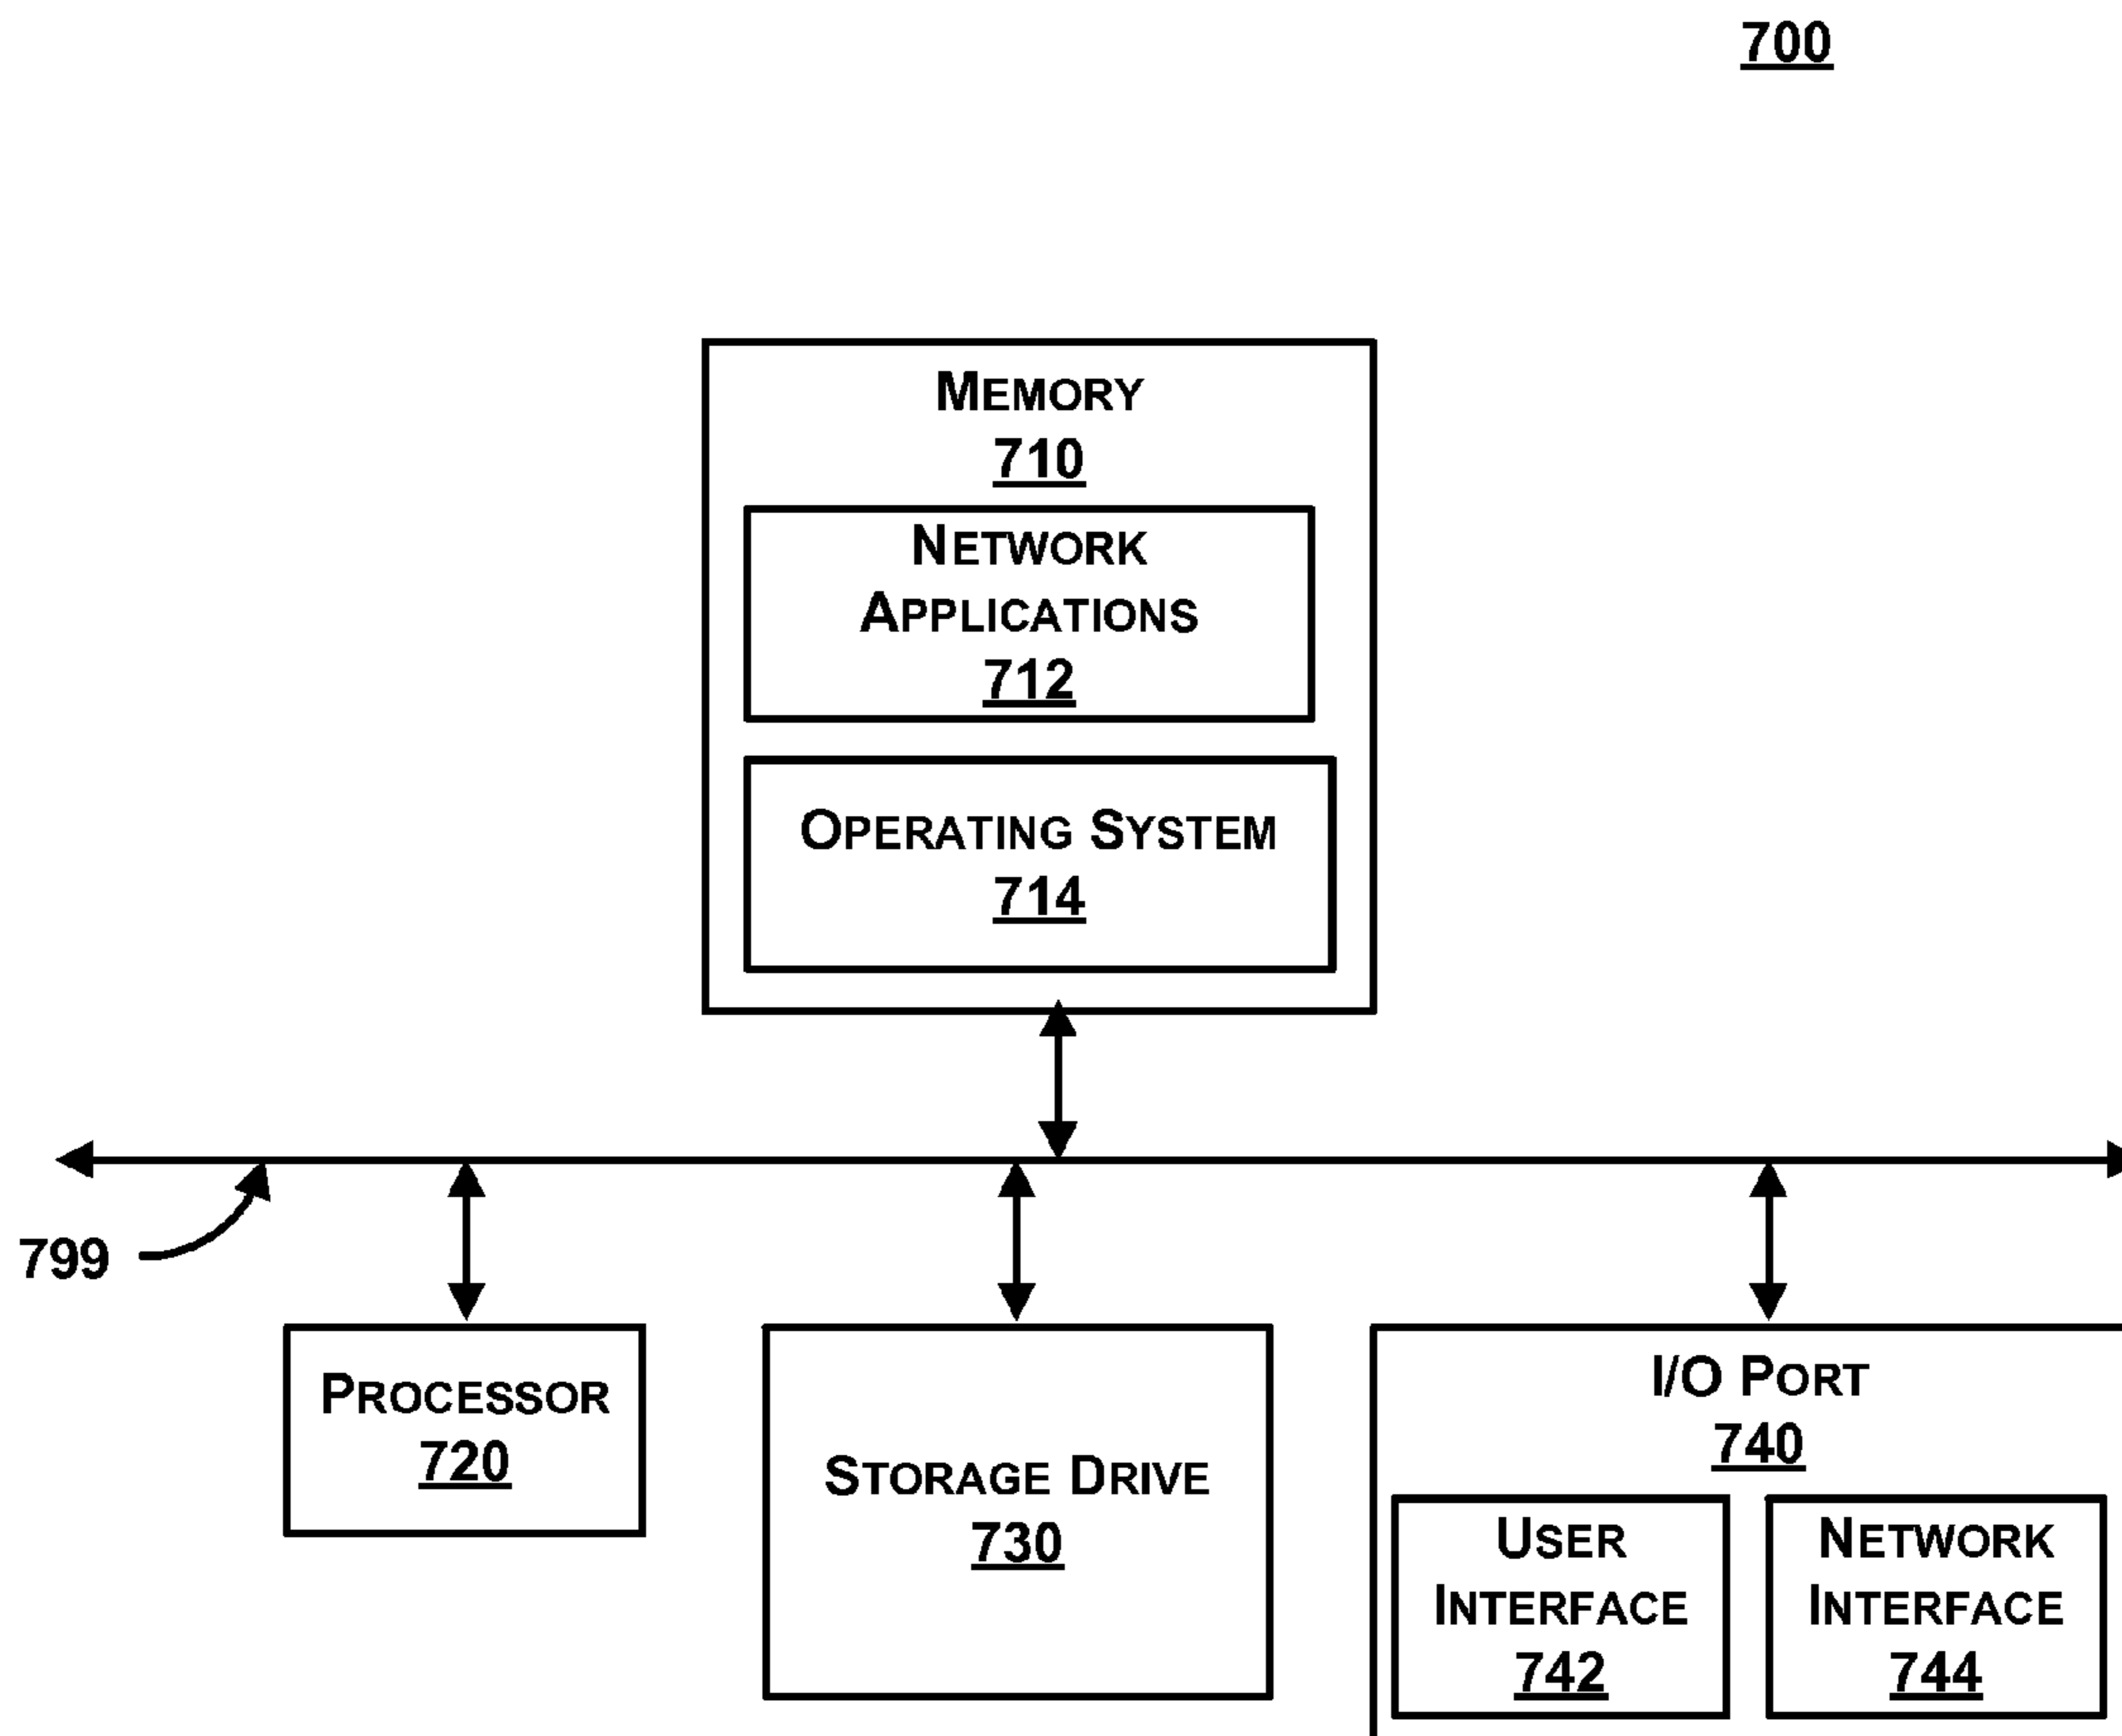 700
MEMORY
710
NETWORK
APPLICATIONS
712
OPERATING SYSTEM
714
799
PROCESSOR
720
STORAGE DRIVE
730
I/O PORT
740
USER
INTERFACE
742
NETWORK
INTERFACE
744